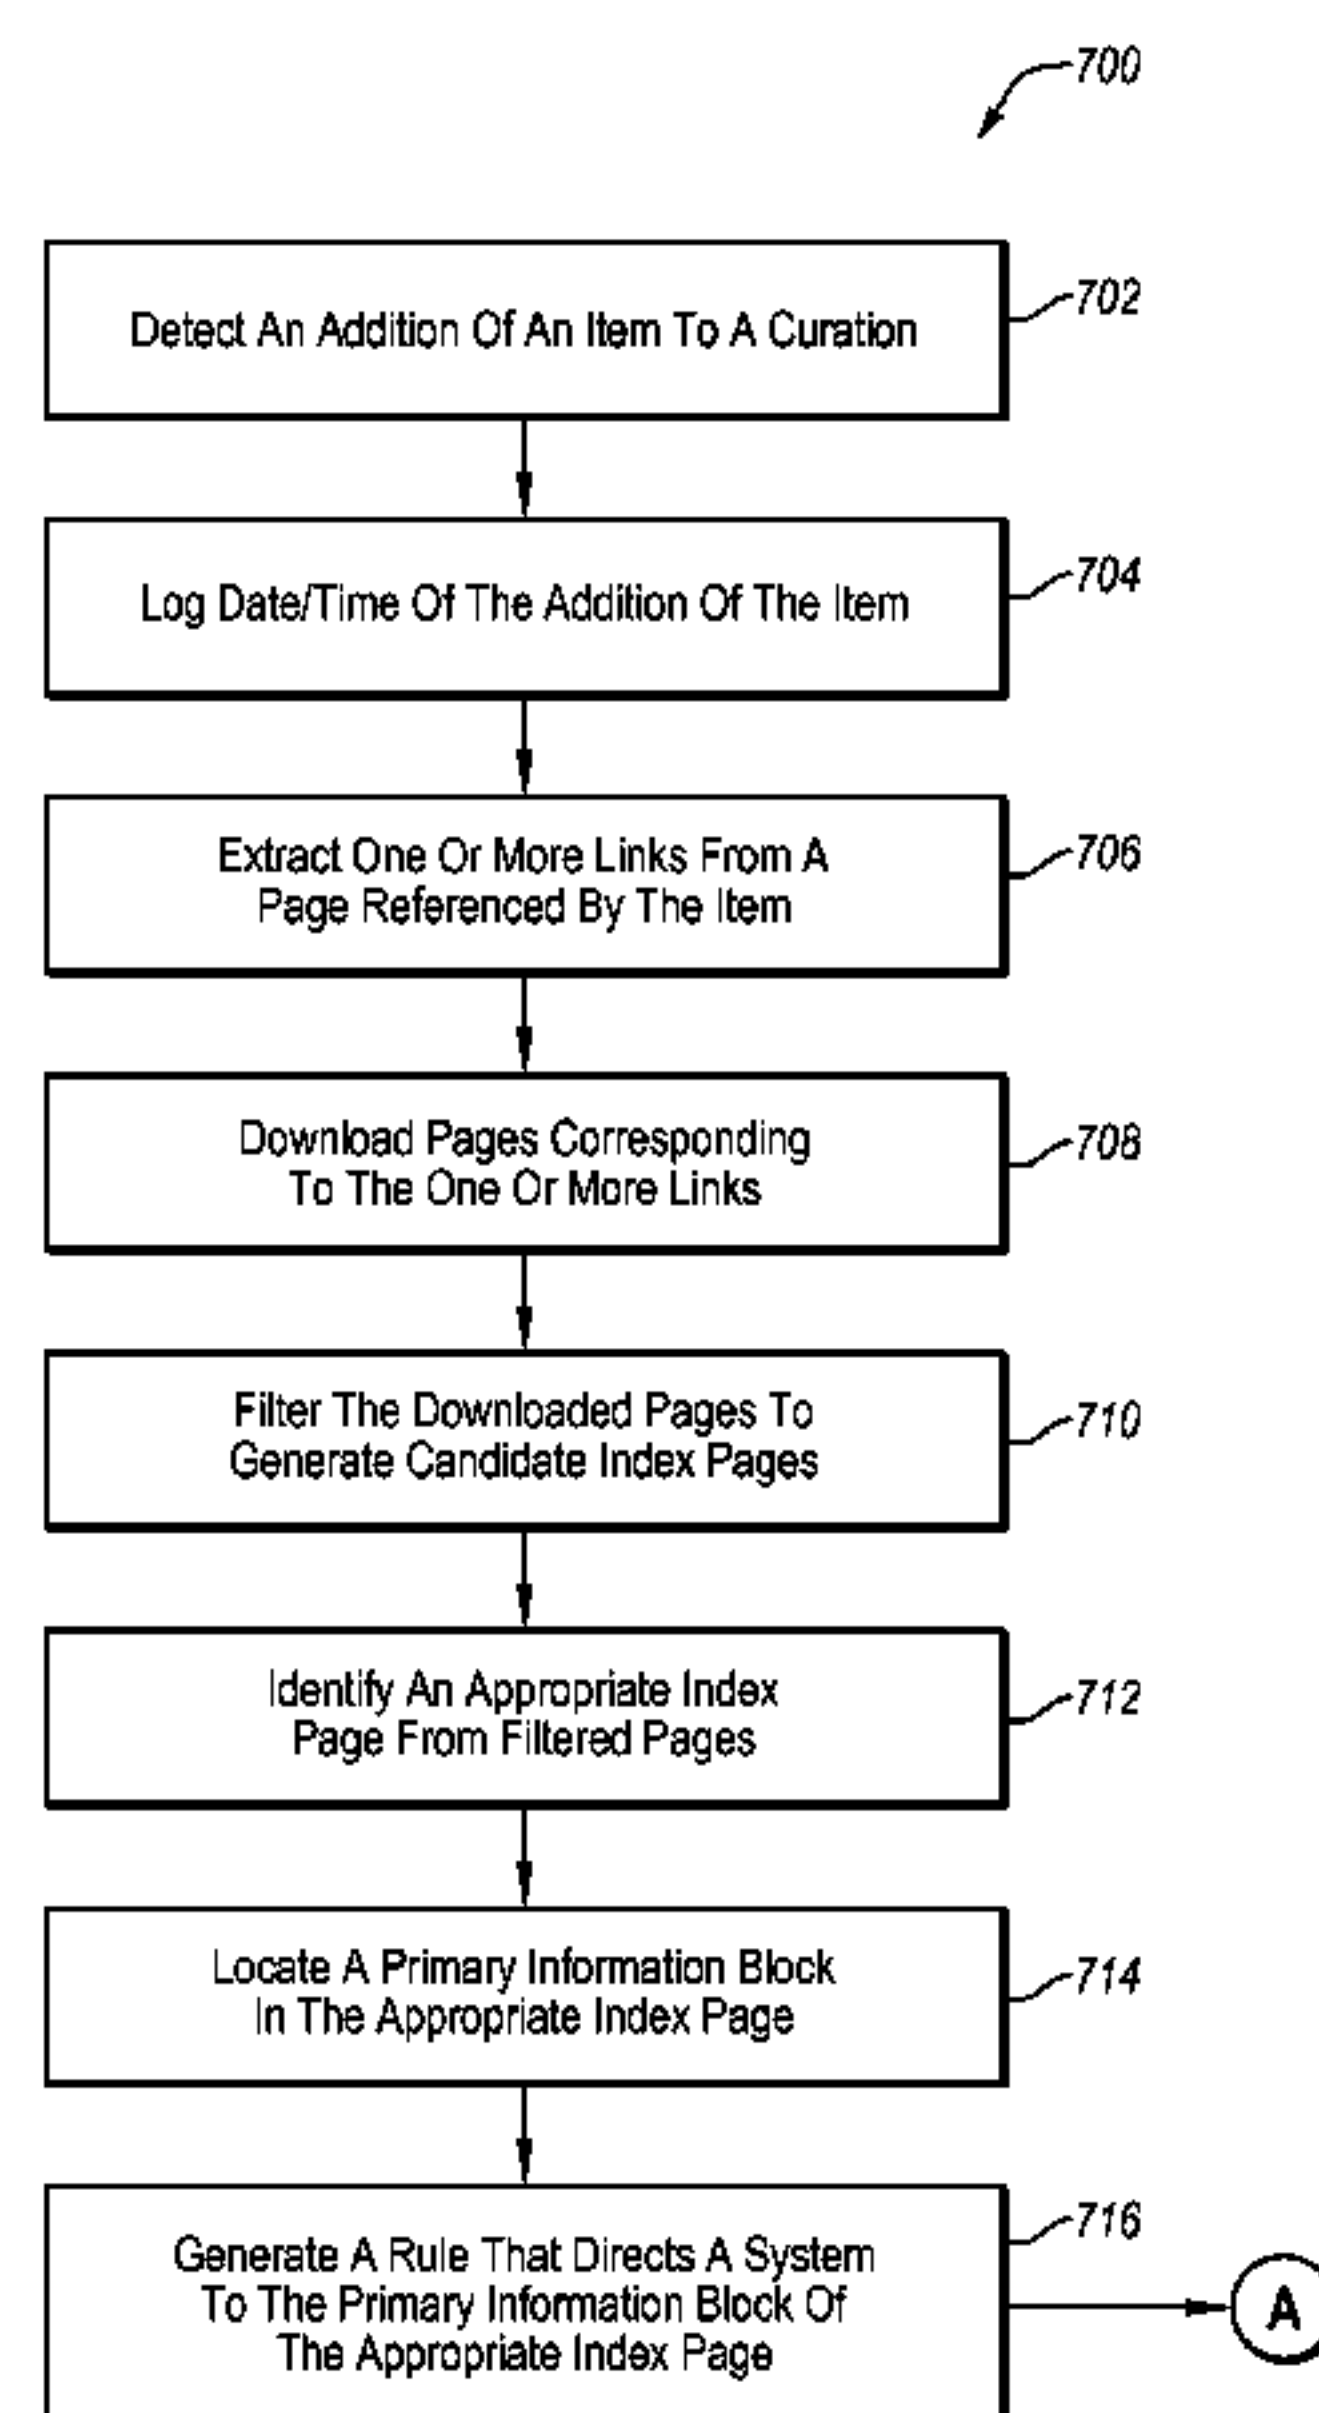 700
Detect An Addition Of An Item To A Curation
702
Log Date/Time Of The Addition Of The Item
704
Extract One Or More Links From A
Page Referenced By The Item
706
Download Pages Corresponding
To The One Or More Links
708
Filter The Downloaded Pages To
Generate Candidate Index Pages
710
Identify An Appropriate Index
Page From Filtered Pages
712
Locate A Primary Information Block
In The Appropriate Index Page
714
Generate A Rule That Directs A System
To The Primary Information Block Of
The Appropriate Index Page
716
A